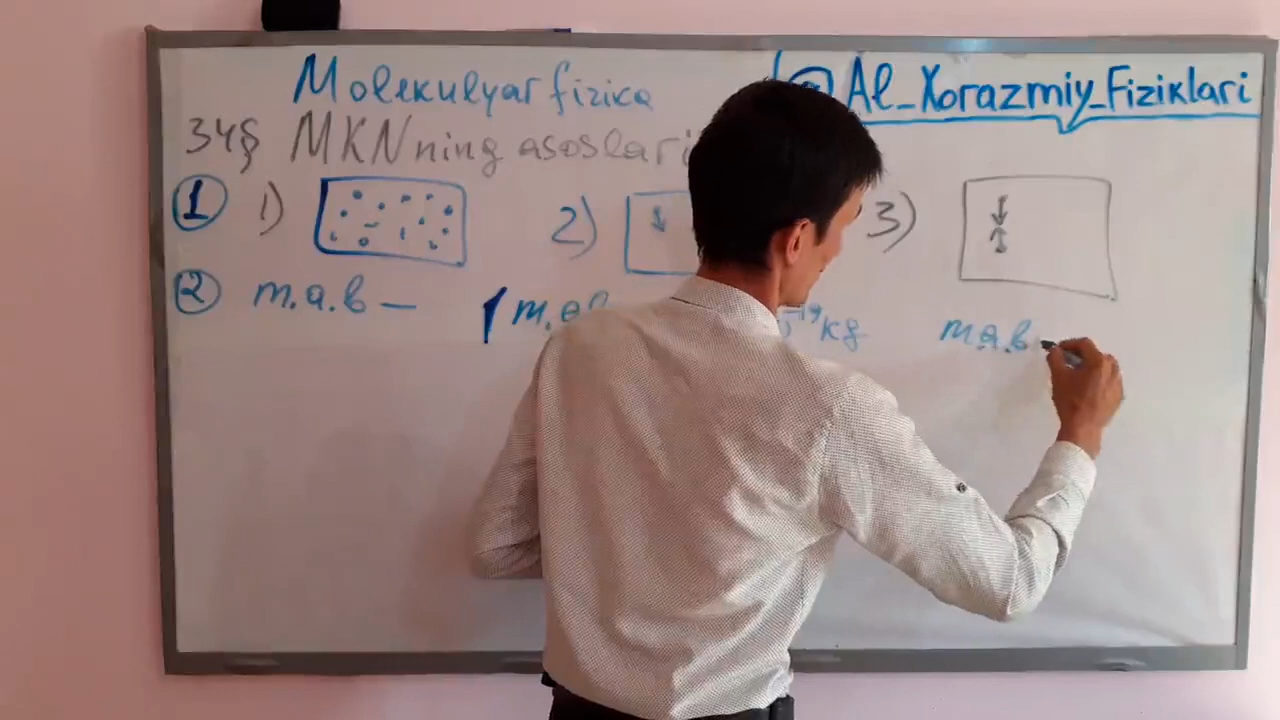 Molekulyar fizika
@Al_Xorazmiy_Fiziklari
34§ MKNning asoslari
1 1) 2) 3)
2 m.a.b – 1 m.a.b kg m.a.b